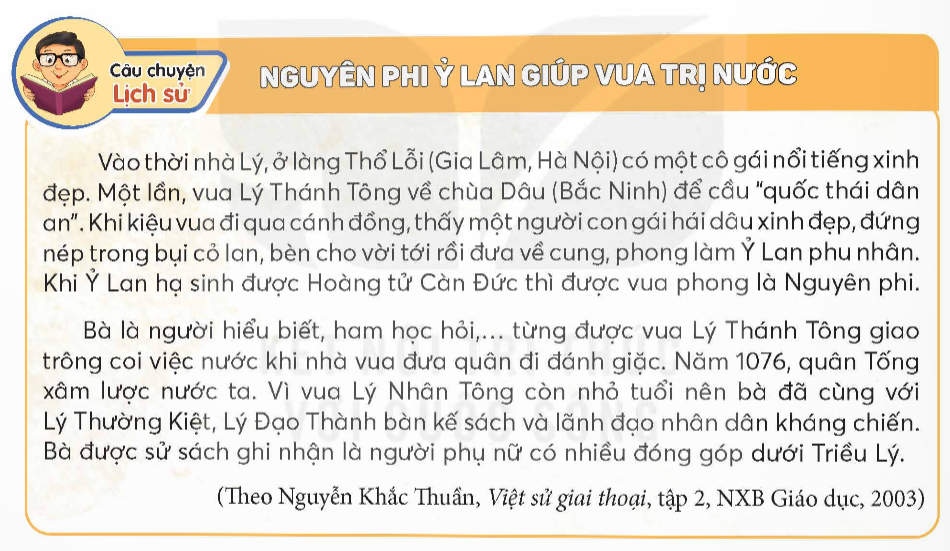 Câu chuyện
Lịch sử
NGUYÊN PHI Ỷ LAN GIÚP VUA TRỊ NƯỚC
Vào thời nhà Lý, ở làng Thổ Lỗi (Gia Lâm, Hà Nội) có một cô gái nổi tiếng xinh
đẹp. Một lần, vua Lý Thánh Tông về chùa Dâu (Bắc Ninh) để cầu "quốc thái dân
an". Khi kiệu vua đi qua cánh đồng, thấy một người con gái hái dâu xinh đẹp, đứng
nép trong bụi cỏ lan, bèn cho vời tới rồi đưa về cung, phong làm Ỷ Lan phu nhân.
Khi Ỷ Lan hạ sinh được Hoàng tử Càn Đức thì được vua phong là Nguyên phi.
Bà là người hiểu biết, ham học hỏi,... từng được vua Lý Thánh Tông giao
trông coi việc nước khi nhà vua đưa quân đi đánh giặc. Năm 1076, quân Tống
xâm lược nước ta. Vì vua Lý Nhân Tông còn nhỏ tuổi nên bà đã cùng với
Lý Thường Kiệt, Lý Đạo Thành bàn kế sách và lãnh đạo nhân dân kháng chiến.
Bà được sử sách ghi nhận là người phụ nữ có nhiều đóng góp dưới Triều Lý.
(Theo Nguyễn Khắc Thuần, Việt sử giai thoại, tập 2, NXB Giáo dục, 2003)
KẾT NỐI TRI THỨC
VỚI CUỘC SỐNG